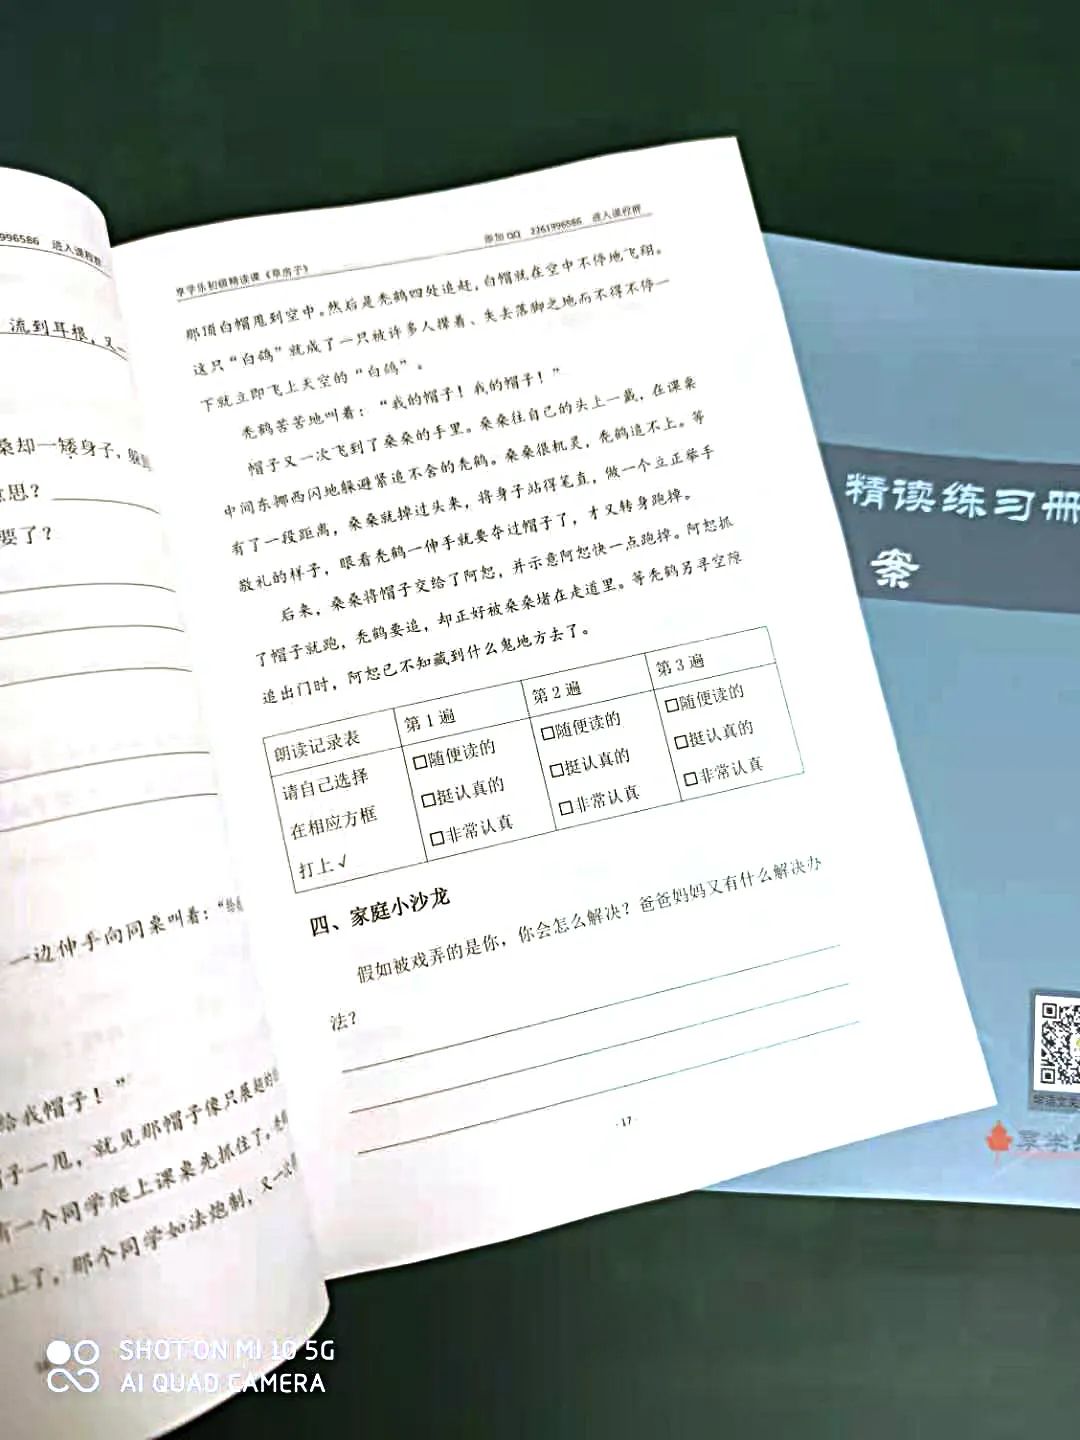 996586 进入课程群
流到耳根，又一
桑却一矮身子，躲
意思？
要了？
一边伸手向同桌叫着：“给
给我帽子！”
子一甩，就见那帽子像只展翅的
有一个同学爬上课桌先抓住了。
上了，那个同学如法炮制，又一次
享学乐初级精读课《草房子》
添加QQ 2261996586 进入课程群
那顶白帽甩到空中。然后是秃鹤四处追赶，白帽就在空中不停地飞翔。
这只“白鸽”就成了一只被许多人撵着、失去落脚之地而不得不停一
下就立即飞上天空的“白鸽”。
秃鹤苦苦地叫着：“我的帽子！我的帽子！”
帽子又一次飞到了桑桑的手里。桑桑往自己的头上一戴，在课桌
中间东挪西闪地躲避紧追不舍的秃鹤。桑桑很机灵，秃鹤追不上。等
有了一段距离，桑桑就掉过头来，将身子站得笔直，做一个立正举手
敬礼的样子，眼看秃鹤一伸手就要夺过帽子了，才又转身跑掉。
后来，桑桑将帽子交给了阿恕，并示意阿恕快一点跑掉。阿恕抓
了帽子就跑，秃鹤要追，却正好被桑桑堵在走道里。等秃鹤另寻空隙
追出门时，阿恕已不知藏到什么鬼地方去了。
朗读记录表 第1遍 第2遍 第3遍
请自己选择 □随便读的 □随便读的 □随便读的
在相应方框 □挺认真的 □挺认真的 □挺认真的
打上√ □非常认真 □非常认真 □非常认真
四、家庭小沙龙
假如被戏弄的是你，你会怎么解决？爸爸妈妈又有什么解决办
法？
·17·
精读练习册
案
享学
SHOT ON MI 10 5G
AI QUAD CAMERA